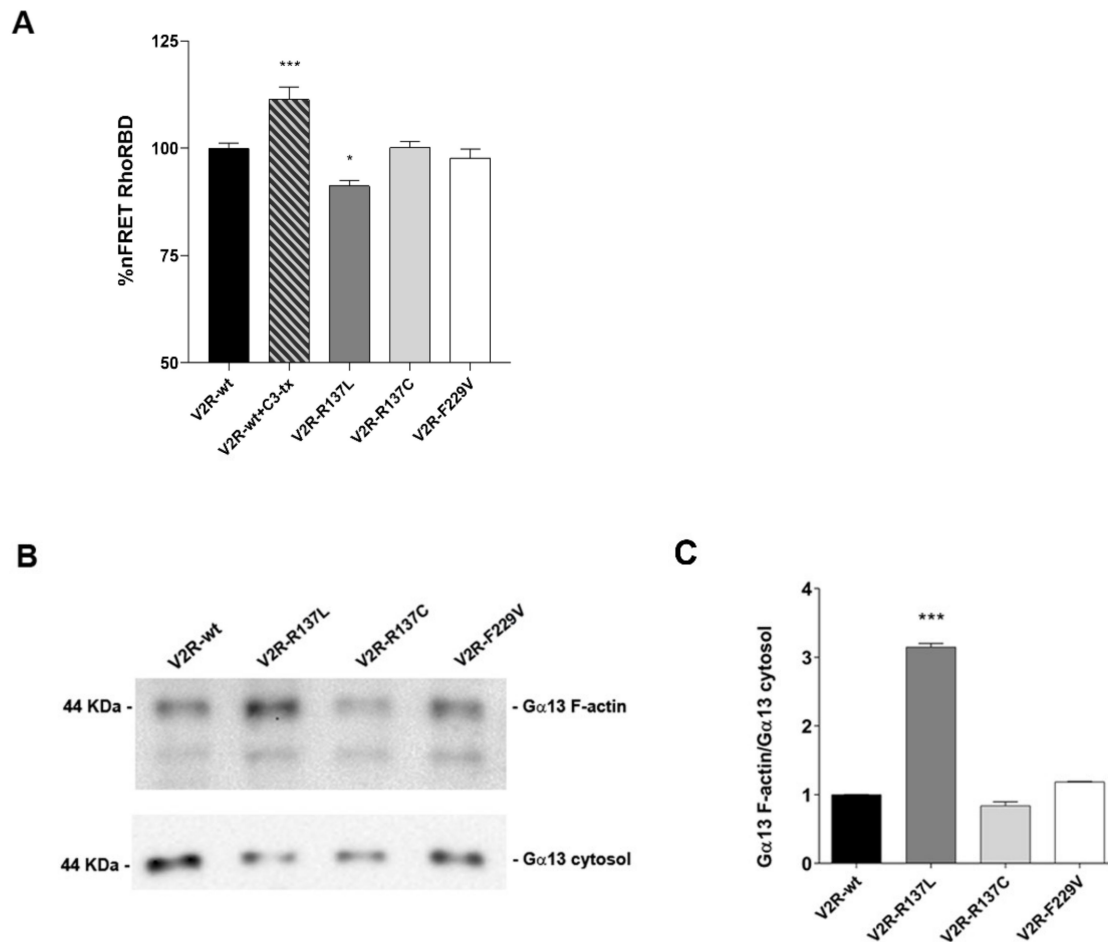 A
125
100
75
50
%nFRET RhoRBD
***
*
V2R-wt
V2R-wt+C3-tx
V2R-R137L
V2R-R137C
V2R-F229V
B
V2R-wt
V2R-R137L
V2R-R137C
V2R-F229V
44 KDa -
- Gα13 F-actin
44 KDa -
- Gα13 cytosol
C
4
3
2
1
0
Gα13 F-actin/Gα13 cytosol
***
V2R-wt
V2R-R137L
V2R-R137C
V2R-F229V